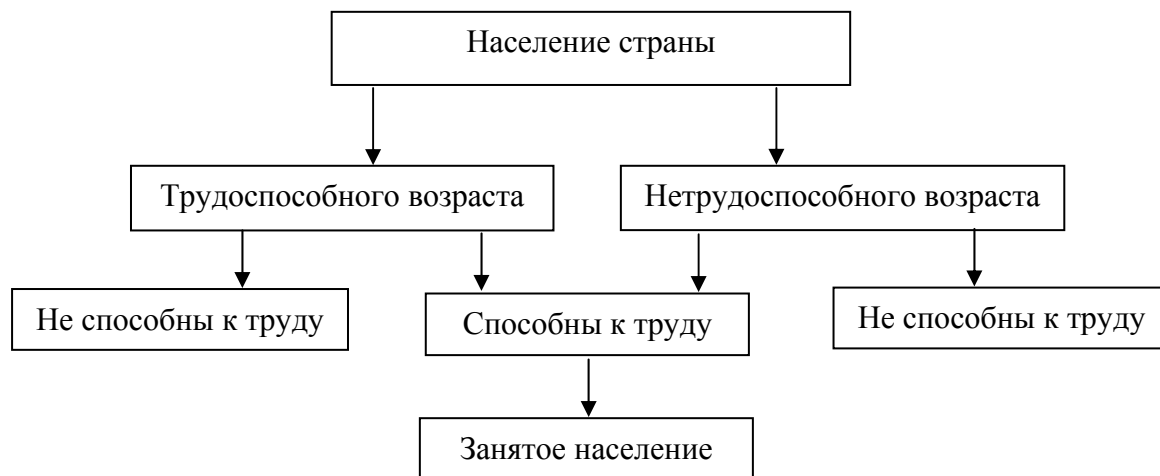 Население страны
Трудоспособного возраста
Нетрудоспособного возраста
Не способны к труду
Способны к труду
Не способны к труду
Занятое население